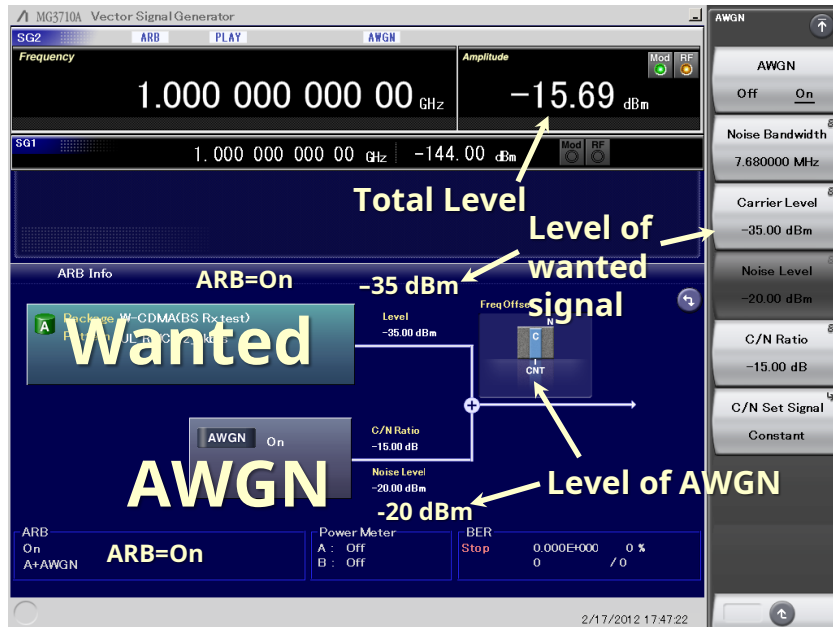 MG3710A Vector Signal Generator
SG2 ARB PLAY AWGN
Frequency
1.000 000 000 00 GHz
Amplitude
Mod RF
-15.69 dBm
SG1
1. 000 000 000 00 GHz -144. 00 dBm
Mod RF
Total Level
Level of
wanted
signal
ARB Info
ARB=On
–35 dBm
Package W-CDMA(BS Rx test)
A
Wanted
Level
-35.00 dBm
Freq Offset
N
C
CNT
AWGN On
AWGN
C/N Ratio
-15.00 dB
Noise Level
-20.00 dBm
-20 dBm
Level of AWGN
ARB
On
A+AWGN
ARB=On
Power Meter
A : Off
B : Off
BER
Stop 0.000E+000 0 %
0 / 0
2/17/2012 17:47:22
AWGN
AWGN
Off On
Noise Bandwidth
7.680000 MHz
Carrier Level
-35.00 dBm
Noise Level
-20.00 dBm
C/N Ratio
-15.00 dB
C/N Set Signal
Constant